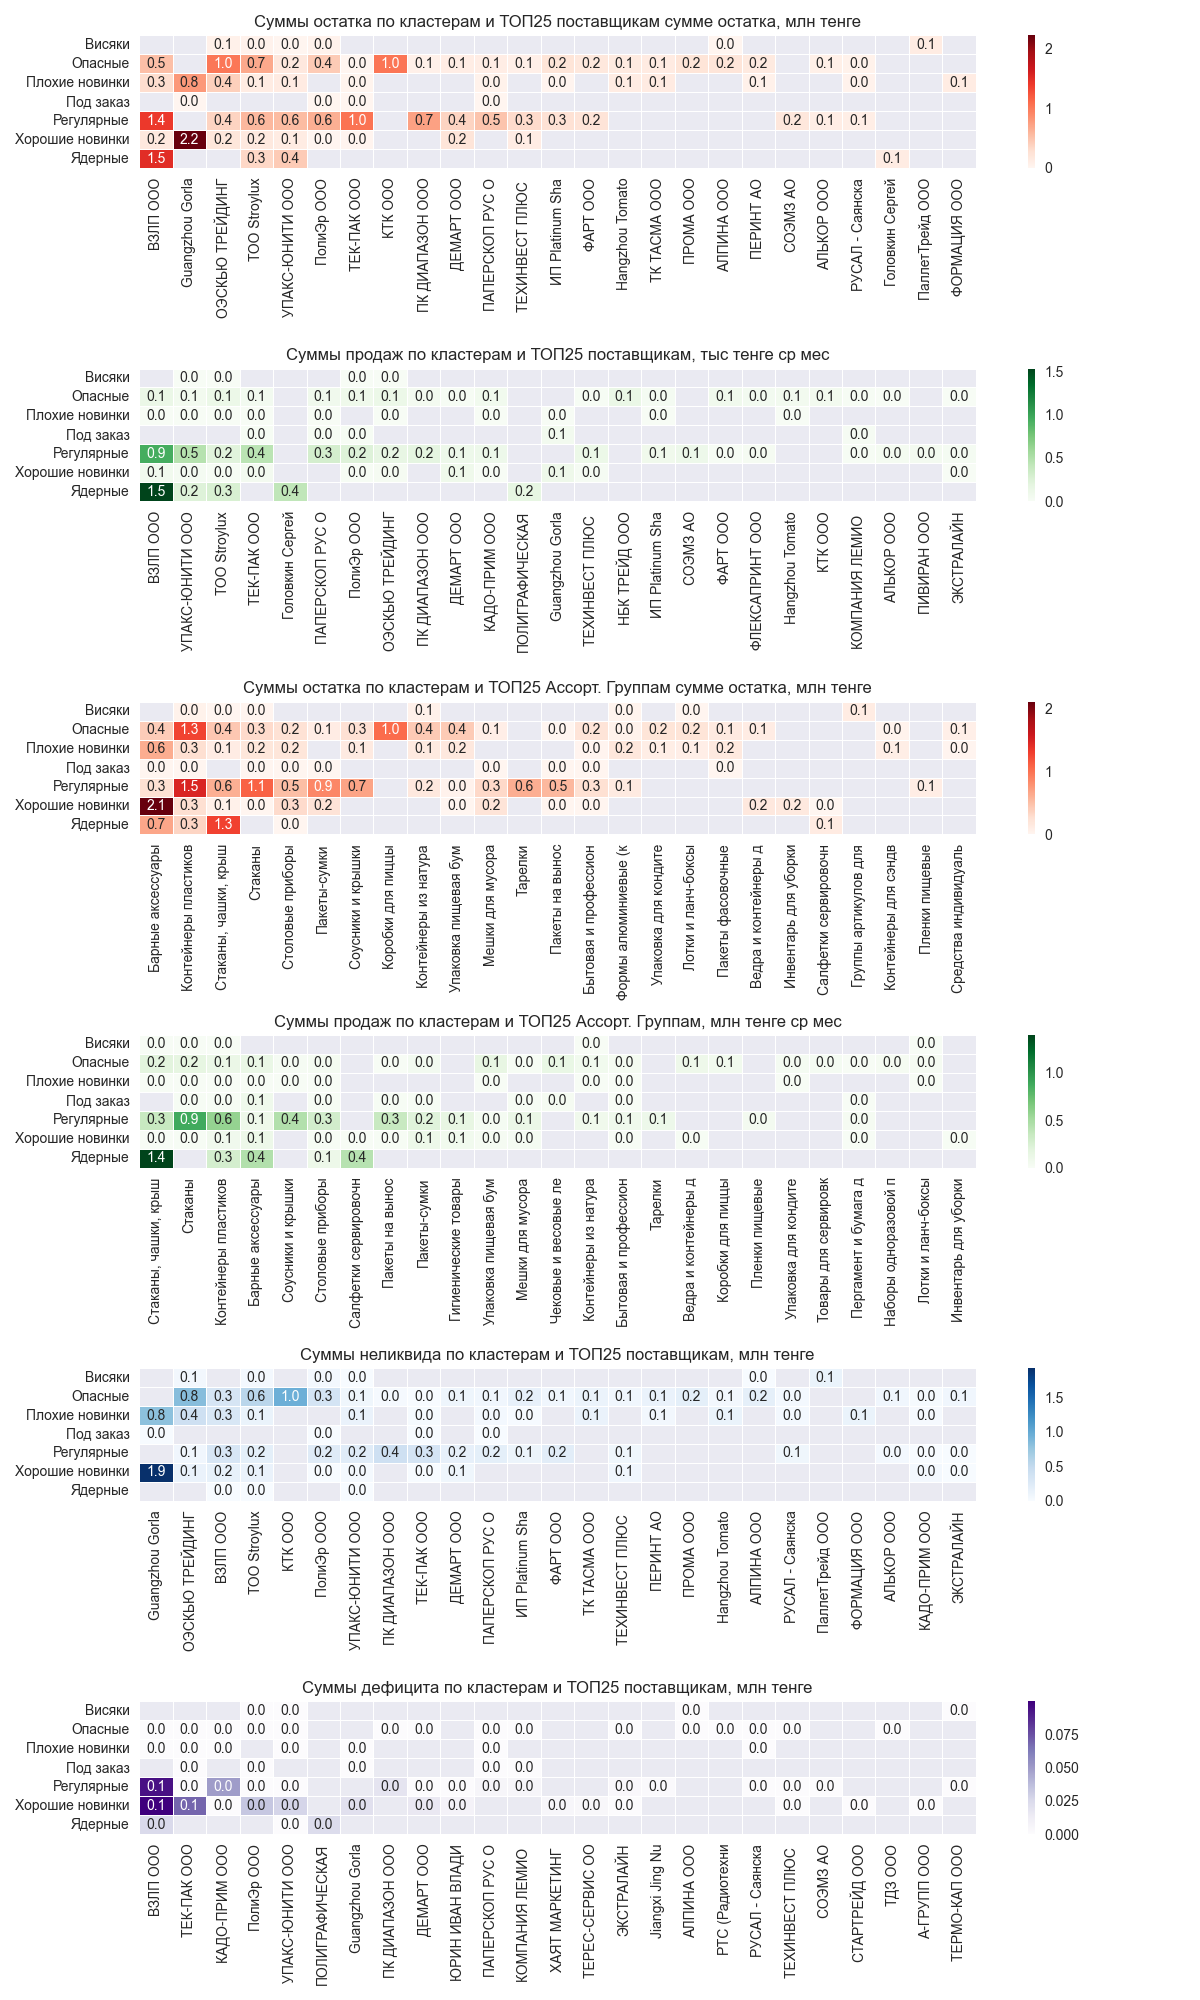 Суммы остатка по кластерам и ТОП25 поставщикам сумме остатка, млн тенге
Висяки 0.1 0.0 0.0 0.0 0.0 0.1
Опасные 0.5 1.0 0.7 0.2 0.4 0.0 1.0 0.1 0.1 0.1 0.1 0.2 0.2 0.1 0.1 0.2 0.2 0.2 0.1 0.0
Плохие новинки 0.3 0.8 0.4 0.1 0.1 0.0 0.0 0.0 0.1 0.1 0.1 0.0 0.1
Под заказ 0.0 0.0 0.0 0.0
Регулярные 1.4 0.4 0.6 0.6 0.6 1.0 0.7 0.4 0.5 0.3 0.3 0.2 0.2 0.1 0.1
Хорошие новинки 0.2 2.2 0.2 0.2 0.1 0.0 0.0 0.2 0.1
Ядерные 1.5 0.3 0.4 0.1
2
1
0
ВЗЛП ООО
Guangzhou Gorla
ОЭСКЬЮ ТРЕЙДИНГ
ТОО Stroylux
УПАКС-ЮНИТИ ООО
ПолиЭр ООО
ТЕК-ПАК ООО
КТК ООО
ПК ДИАПАЗОН ООО
ДЕМАРТ ООО
ПАПЕРСКОП РУС О
ТЕХИНВЕСТ ПЛЮС
ИП Platinum Sha
ФАРТ ООО
Hangzhou Tomato
ТК ТАСМА ООО
ПРОМА ООО
АЛПИНА ООО
ПЕРИНТ АО
СОЭМЗ АО
АЛЬКОР ООО
РУСАЛ - Саянска
Головкин Сергей
ПаллетТрейд ООО
ФОРМАЦИЯ ООО
Суммы продаж по кластерам и ТОП25 поставщикам, тыс тенге ср мес
Висяки 0.0 0.0 0.0 0.0
Опасные 0.1 0.1 0.1 0.1 0.1 0.1 0.1 0.0 0.0 0.1 0.0 0.1 0.0 0.1 0.0 0.1 0.1 0.0 0.0 0.0
Плохие новинки 0.0 0.0 0.0 0.0 0.0 0.0 0.0 0.0 0.0 0.0
Под заказ 0.0 0.0 0.0 0.1 0.0
Регулярные 0.9 0.5 0.2 0.4 0.3 0.2 0.2 0.2 0.1 0.1 0.1 0.1 0.1 0.0 0.0 0.0 0.0 0.0 0.0
Хорошие новинки 0.1 0.0 0.0 0.0 0.0 0.0 0.1 0.0 0.1 0.0 0.0
Ядерные 1.5 0.2 0.3 0.4 0.2
1.5
1.0
0.5
0.0
ВЗЛП ООО
УПАКС-ЮНИТИ ООО
ТОО Stroylux
ТЕК-ПАК ООО
Головкин Сергей
ПАПЕРСКОП РУС О
ПолиЭр ООО
ОЭСКЬЮ ТРЕЙДИНГ
ПК ДИАПАЗОН ООО
ДЕМАРТ ООО
КАДО-ПРИМ ООО
ПОЛИГРАФИЧЕСКАЯ
Guangzhou Gorla
ТЕХИНВЕСТ ПЛЮС
НБК ТРЕЙД ООО
ИП Platinum Sha
СОЭМЗ АО
ФАРТ ООО
ФЛЕКСАПРИНТ ООО
Hangzhou Tomato
КТК ООО
КОМПАНИЯ ЛЕМИО
АЛЬКОР ООО
ПИВИРАН ООО
ЭКСТРАЛАЙН
Суммы остатка по кластерам и ТОП25 Ассорт. Группам сумме остатка, млн тенге
Висяки 0.0 0.0 0.0 0.1 0.0 0.0 0.1
Опасные 0.4 1.3 0.4 0.3 0.2 0.1 0.3 1.0 0.4 0.4 0.1 0.0 0.2 0.0 0.2 0.2 0.1 0.1 0.0 0.1
Плохие новинки 0.6 0.3 0.1 0.2 0.2 0.1 0.1 0.2 0.0 0.2 0.1 0.1 0.2 0.1 0.0
Под заказ 0.0 0.0 0.0 0.0 0.0 0.0 0.0 0.0 0.0 0.0
Регулярные 0.3 1.5 0.6 1.1 0.5 0.9 0.7 0.2 0.0 0.3 0.6 0.5 0.3 0.1 0.1
Хорошие новинки 2.1 0.3 0.1 0.0 0.3 0.2 0.0 0.2 0.0 0.0 0.2 0.2 0.0
Ядерные 0.7 0.3 1.3 0.0 0.1
2
1
0
Барные аксессуары
Контейнеры пластиков
Стаканы, чашки, крыш
Стаканы
Столовые приборы
Пакеты-сумки
Соусники и крышки
Коробки для пиццы
Контейнеры из натура
Упаковка пищевая бум
Мешки для мусора
Тарелки
Пакеты на вынос
Бытовая и профессион
Формы алюминиевые (к
Упаковка для кондите
Лотки и ланч-боксы
Пакеты фасовочные
Ведра и контейнеры д
Инвентарь для уборки
Салфетки сервировочн
Группы артикулов для
Контейнеры для сэндв
Пленки пищевые
Средства индивидуаль
Суммы продаж по кластерам и ТОП25 Ассорт. Группам, млн тенге ср мес
Висяки 0.0 0.0 0.0 0.0 0.0
Опасные 0.2 0.2 0.1 0.1 0.0 0.0 0.0 0.0 0.1 0.0 0.1 0.1 0.0 0.1 0.1 0.0 0.0 0.0 0.0 0.0
Плохие новинки 0.0 0.0 0.0 0.0 0.0 0.0 0.0 0.0 0.0 0.0 0.0
Под заказ 0.0 0.0 0.1 0.0 0.0 0.0 0.0 0.0 0.0 0.0
Регулярные 0.3 0.9 0.6 0.1 0.4 0.3 0.3 0.2 0.1 0.0 0.1 0.1 0.1 0.1 0.0 0.0
Хорошие новинки 0.0 0.0 0.1 0.1 0.0 0.0 0.0 0.1 0.1 0.0 0.0 0.0 0.0 0.0 0.0
Ядерные 1.4 0.3 0.4 0.1 0.4
1.0
0.5
0.0
Стаканы, чашки, крыш
Стаканы
Контейнеры пластиков
Барные аксессуары
Соусники и крышки
Столовые приборы
Салфетки сервировочн
Пакеты на вынос
Пакеты-сумки
Гигиенические товары
Упаковка пищевая бум
Мешки для мусора
Чековые и весовые ле
Контейнеры из натура
Бытовая и профессион
Тарелки
Ведра и контейнеры д
Коробки для пиццы
Пленки пищевые
Упаковка для кондите
Товары для сервировк
Пергамент и бумага д
Наборы одноразовой п
Лотки и ланч-боксы
Инвентарь для уборки
Суммы неликвида по кластерам и ТОП25 поставщикам, млн тенге
Висяки 0.1 0.0 0.0 0.0 0.0 0.1
Опасные 0.8 0.3 0.6 1.0 0.3 0.1 0.0 0.0 0.1 0.1 0.2 0.1 0.1 0.1 0.1 0.2 0.1 0.2 0.0 0.1 0.0 0.1
Плохие новинки 0.8 0.4 0.3 0.1 0.1 0.0 0.0 0.0 0.1 0.1 0.1 0.0 0.1 0.0
Под заказ 0.0 0.0 0.0 0.0
Регулярные 0.1 0.3 0.2 0.2 0.2 0.4 0.3 0.2 0.2 0.1 0.2 0.1 0.1 0.0 0.0 0.0
Хорошие новинки 1.9 0.1 0.2 0.1 0.0 0.0 0.0 0.1 0.1 0.0 0.0
Ядерные 0.0 0.0 0.0
1.5
1.0
0.5
0.0
Guangzhou Gorla
ОЭСКЬЮ ТРЕЙДИНГ
ВЗЛП ООО
ТОО Stroylux
КТК ООО
ПолиЭр ООО
УПАКС-ЮНИТИ ООО
ПК ДИАПАЗОН ООО
ТЕК-ПАК ООО
ДЕМАРТ ООО
ПАПЕРСКОП РУС О
ИП Platinum Sha
ФАРТ ООО
ТК ТАСМА ООО
ТЕХИНВЕСТ ПЛЮС
ПЕРИНТ АО
ПРОМА ООО
Hangzhou Tomato
АЛПИНА ООО
РУСАЛ - Саянска
ПаллетТрейд ООО
ФОРМАЦИЯ ООО
АЛЬКОР ООО
КАДО-ПРИМ ООО
ЭКСТРАЛАЙН
Суммы дефицита по кластерам и ТОП25 поставщикам, млн тенге
Висяки 0.0 0.0 0.0 0.0
Опасные 0.0 0.0 0.0 0.0 0.0 0.0 0.0 0.0 0.0 0.0 0.0 0.0 0.0 0.0 0.0
Плохие новинки 0.0 0.0 0.0 0.0 0.0 0.0 0.0
Под заказ 0.0 0.0 0.0 0.0 0.0 0.0
Регулярные 0.1 0.0 0.0 0.0 0.0 0.0 0.0 0.0 0.0 0.0 0.0 0.0 0.0 0.0 0.0 0.0
Хорошие новинки 0.1 0.1 0.0 0.0 0.0 0.0 0.0 0.0 0.0 0.0 0.0 0.0 0.0 0.0
Ядерные 0.0 0.0 0.0
0.075
0.050
0.025
0.000
ВЗЛП ООО
ТЕК-ПАК ООО
КАДО-ПРИМ ООО
ПолиЭр ООО
УПАКС-ЮНИТИ ООО
ПОЛИГРАФИЧЕСКАЯ
Guangzhou Gorla
ПК ДИАПАЗОН ООО
ДЕМАРТ ООО
ЮРИН ИВАН ВЛАДИ
ПАПЕРСКОП РУС О
КОМПАНИЯ ЛЕМИО
ХАЯТ МАРКЕТИНГ
ТЕРЕС-СЕРВИС ОО
ЭКСТРАЛАЙН
Jiangxi Jing Nu
АЛПИНА ООО
РТС (Радиотехни
РУСАЛ - Саянска
ТЕХИНВЕСТ ПЛЮС
СОЭМЗ АО
СТАРТРЕЙД ООО
ТДЗ ООО
А-ГРУПП ООО
ТЕРМО-КАП ООО